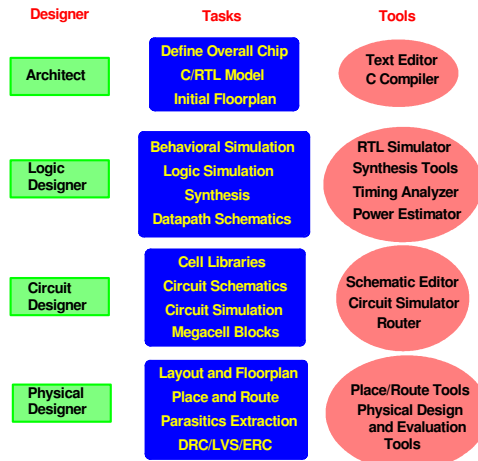 Designer
Tasks
Tools
Architect
Define Overall Chip
C/RTL Model
Initial Floorplan
Text Editor
C Compiler
Logic
Designer
Behavioral Simulation
Logic Simulation
Synthesis
Datapath Schematics
RTL Simulator
Synthesis Tools
Timing Analyzer
Power Estimator
Circuit
Designer
Cell Libraries
Circuit Schematics
Circuit Simulation
Megacell Blocks
Schematic Editor
Circuit Simulator
Router
Physical
Designer
Layout and Floorplan
Place and Route
Parasitics Extraction
DRC/LVS/ERC
Place/Route Tools
Physical Design
and Evaluation
Tools